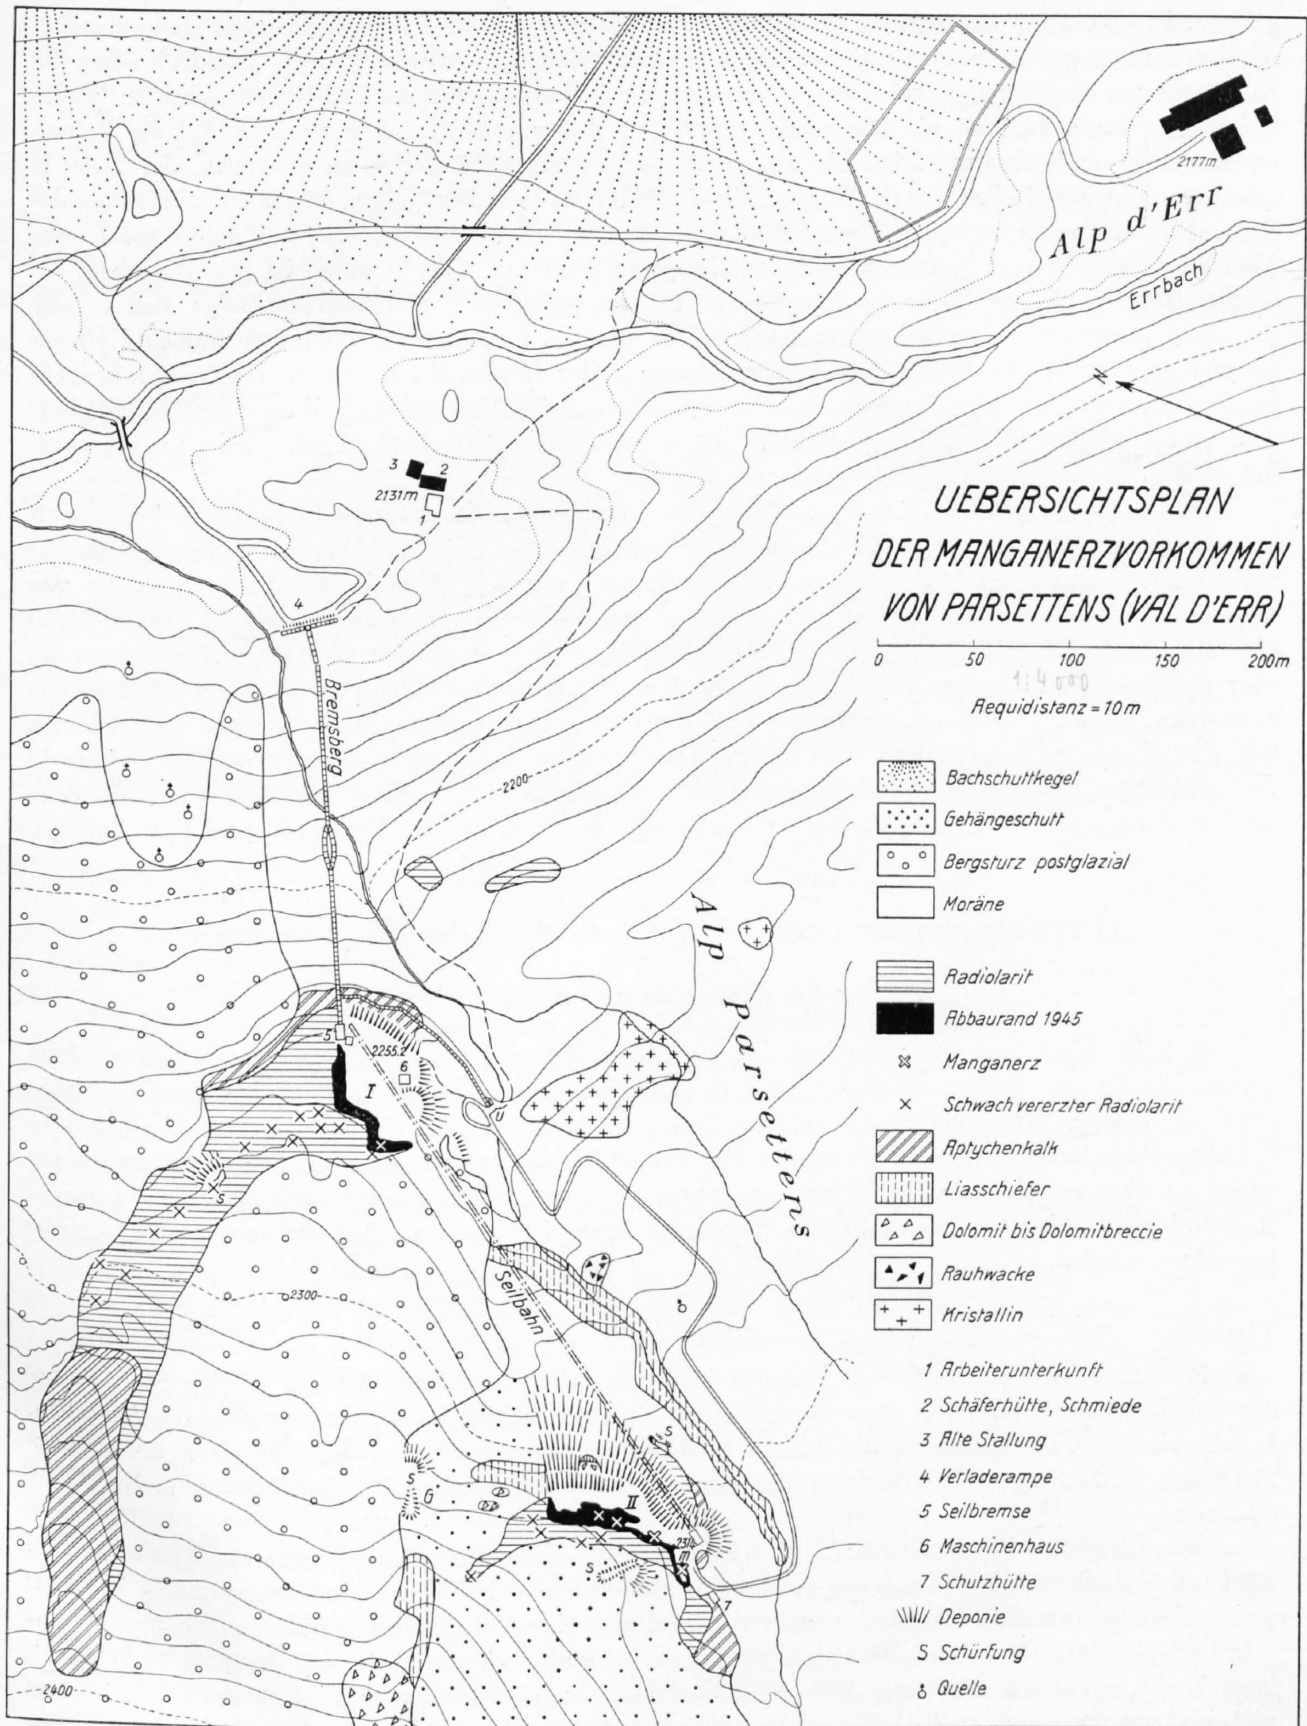 2177m
Alp d'Err
Errbach
N
3
2
2131m
1
UEBERSICHTSPLAN
DER MANGANERZVORKOMMEN
VON PARSETTENS (VAL D'ERR)
0 50 100 150 200m
1:4000
Aequidistanz = 10m
4
Bremsberg
2200
Bachschuttkegel
Gehängeschutt
Bergsturz postglazial
Moräne
Alp Parsettens
Radiolarit
Abbaurand 1945
Manganerz
Schwach vererzter Radiolarit
Aptychenkalk
Liasschiefer
Dolomit bis Dolomitbreccie
Rauhwacke
Kristallin
5
2255.2
6
I
U
S
Seilbahn
2300
1 Arbeiterunterkunft
2 Schäferhütte, Schmiede
3 Alte Stallung
4 Verladerampe
5 Seilbremse
6 Maschinenhaus
7 Schutzhütte
Deponie
S Schürfung
Quelle
S
S
G
II
III
S
7
2400